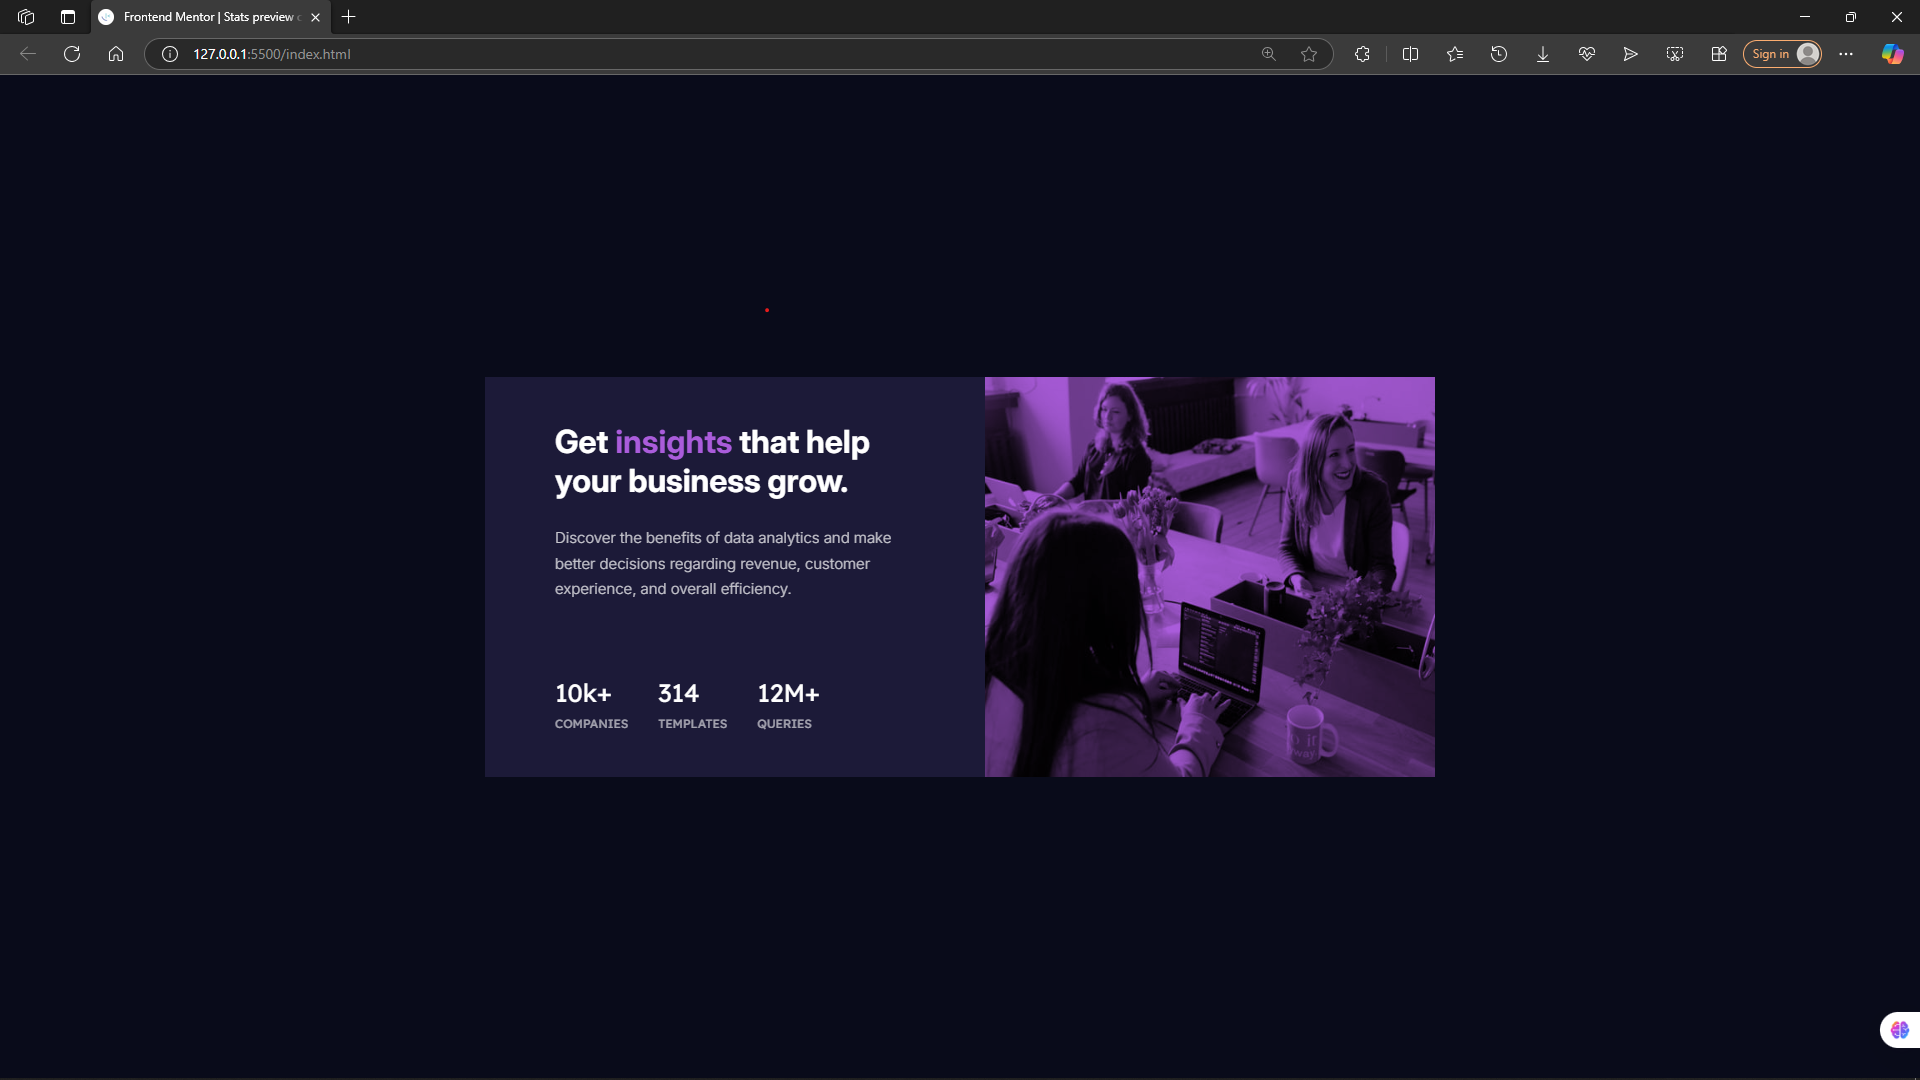 Frontend Mentor | Stats preview
127.0.0.1:5500/index.html
Sign in
Get insights that help
your business grow.
Discover the benefits of data analytics and make
better decisions regarding revenue, customer
experience, and overall efficiency.
10k+ 314 12M+
COMPANIES TEMPLATES QUERIES